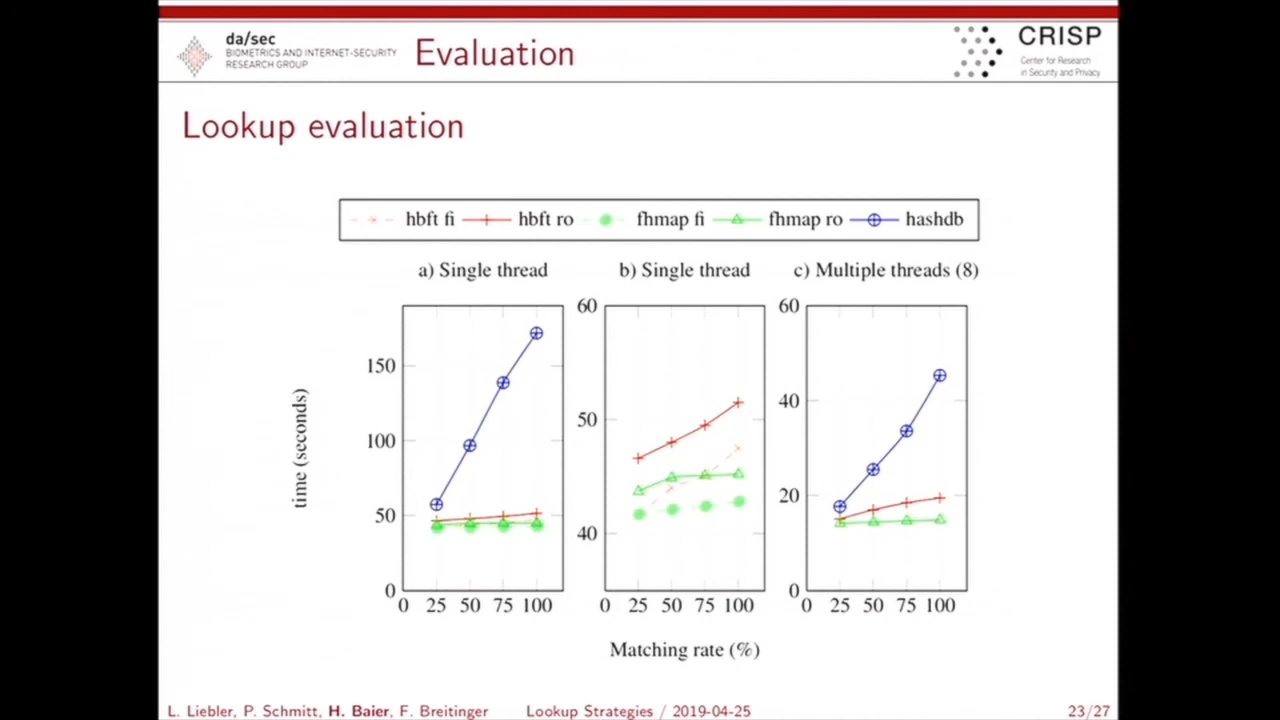 da/sec
BIOMETRICS AND INTERNET-SECURITY
RESEARCH GROUP
Evaluation
CRISP
Center for Research
in Security and Privacy
Lookup evaluation
hbft fi hbft ro fhmap fi fhmap ro hashdb
a) Single thread b) Single thread c) Multiple threads (8)
150
100
50
0
0 25 50 75 100
60
50
40
0 25 50 75 100
60
40
20
0
0 25 50 75 100
time (seconds)
Matching rate (%)
L. Liebler, P. Schmitt, H. Baier, F. Breitinger Lookup Strategies / 2019-04-25 23/27